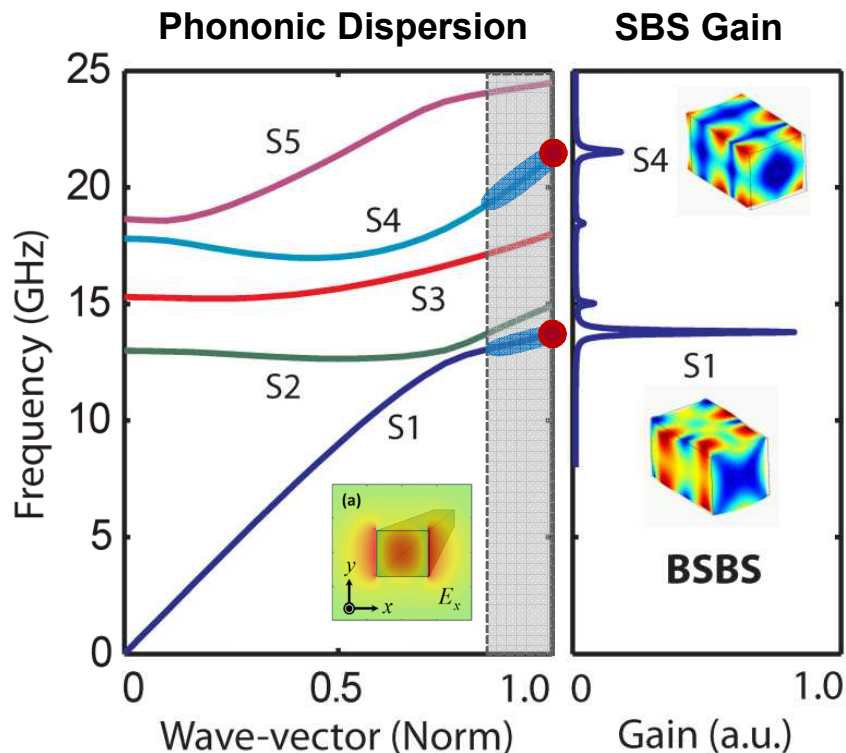 Phononic Dispersion
SBS Gain
25
20
15
10
5
0
Frequency (GHz)
S5
S4
S3
S2
S1
(a)
y
x
E_x
0
0.5
1.0
Wave-vector (Norm)
S4
S1
BSBS
0
1.0
Gain (a.u.)